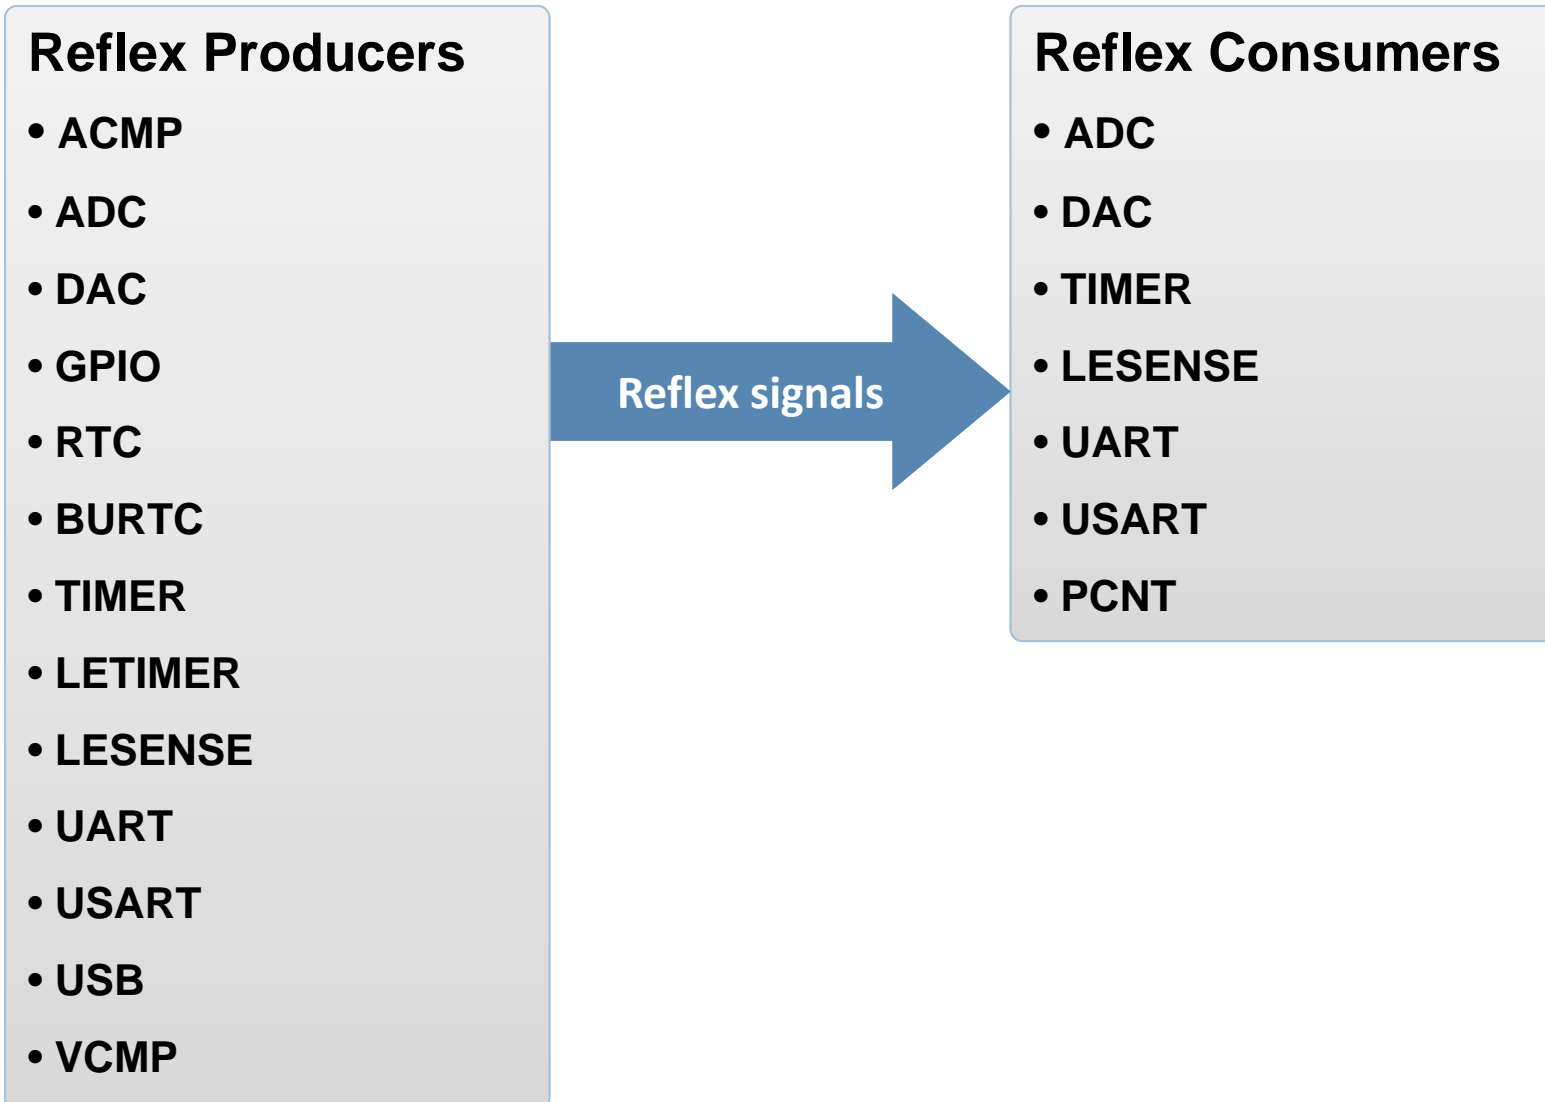 Reflex Producers
• ACMP
• ADC
• DAC
• GPIO
• RTC
• BURTC
• TIMER
• LETIMER
• LESENSE
• UART
• USART
• USB
• VCMP
Reflex signals
Reflex Consumers
• ADC
• DAC
• TIMER
• LESENSE
• UART
• USART
• PCNT